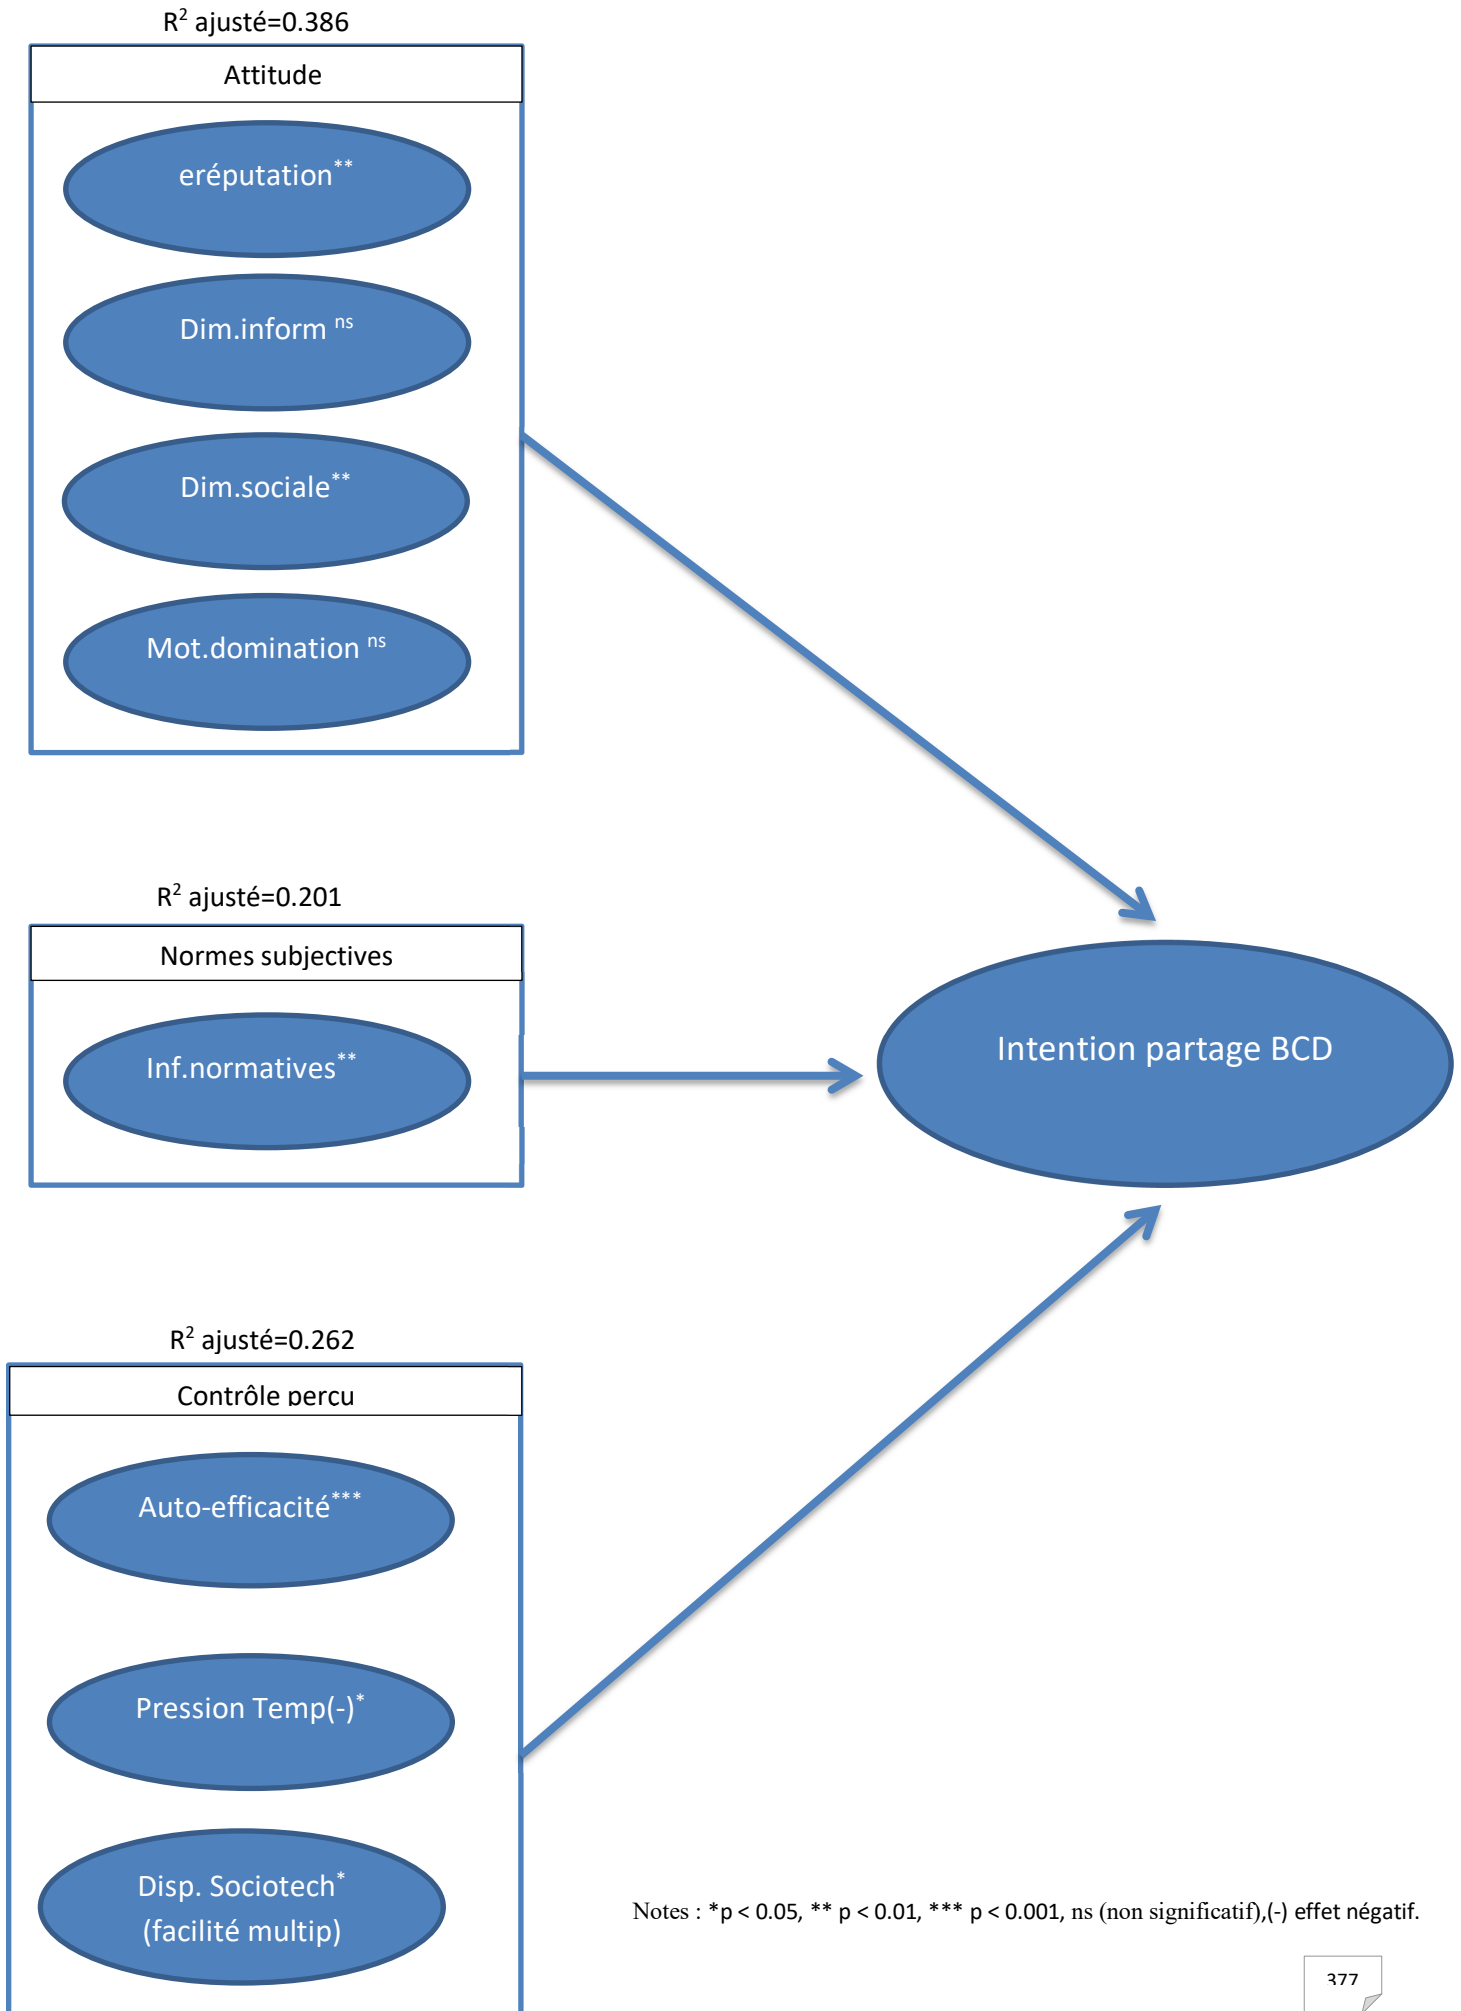 R² ajusté=0.386
Attitude
eréputation**
Dim.inform ns
Dim.sociale**
Mot.domination ns
R² ajusté=0.201
Normes subjectives
Inf.normatives**
Intention partage BCD
R² ajusté=0.262
Contrôle perçu
Auto-efficacité***
Pression Temp(-)*
Disp. Sociotech*
(facilité multip)
Notes : *p < 0.05, ** p < 0.01, *** p < 0.001, ns (non significatif),(-) effet négatif.
377